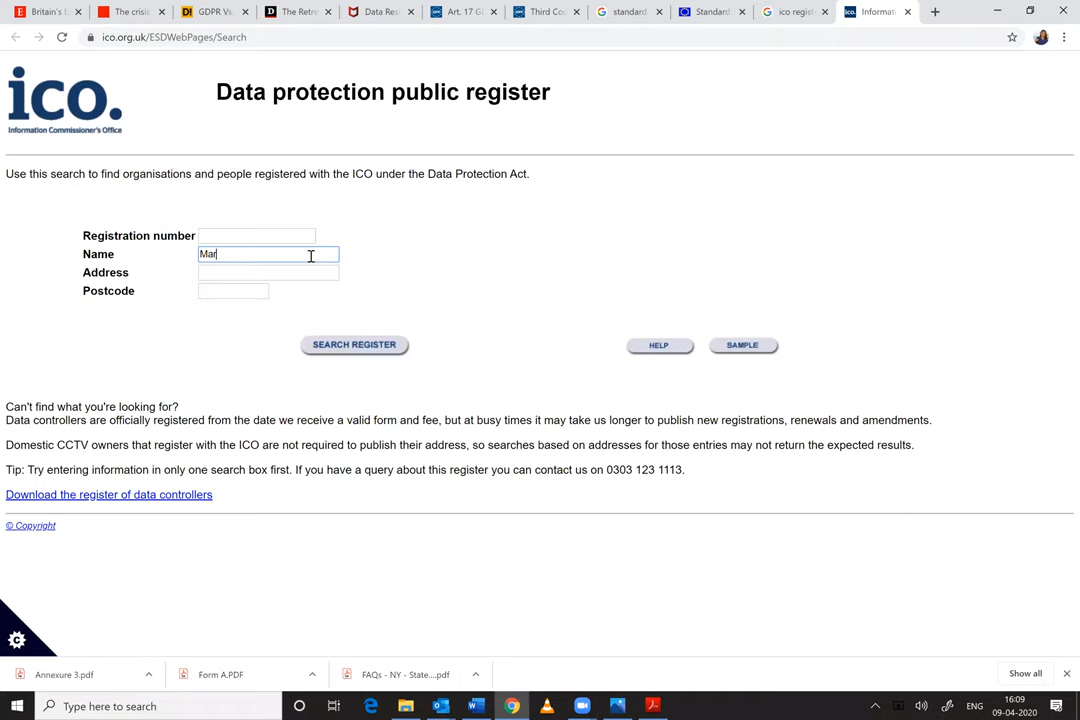 Britain's b
The crisis
GDPR Vs.
The Retre
Data Resi
Art. 17 G
Third Cou
standard
Standard
ico regist
Informati
ico.org.uk/ESDWebPages/Search
ico.
Information Commissioner's Office
Data protection public register
Use this search to find organisations and people registered with the ICO under the Data Protection Act.
Registration number
Name Mar
Address
Postcode
SEARCH REGISTER HELP SAMPLE
Can't find what you're looking for?
Data controllers are officially registered from the date we receive a valid form and fee, but at busy times it may take us longer to publish new registrations, renewals and amendments.
Domestic CCTV owners that register with the ICO are not required to publish their address, so searches based on addresses for those entries may not return the expected results.
Tip: Try entering information in only one search box first. If you have a query about this register you can contact us on 0303 123 1113.
Download the register of data controllers
© Copyright
Annexure 3.pdf Form A.PDF FAQs - NY - State....pdf Show all
Type here to search
ENG
16:09
09-04-2020